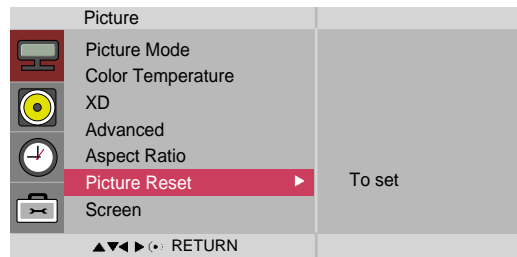 Picture
Picture Mode
Color Temperature
XD
Advanced
Aspect Ratio
Picture Reset To set
Screen
RETURN